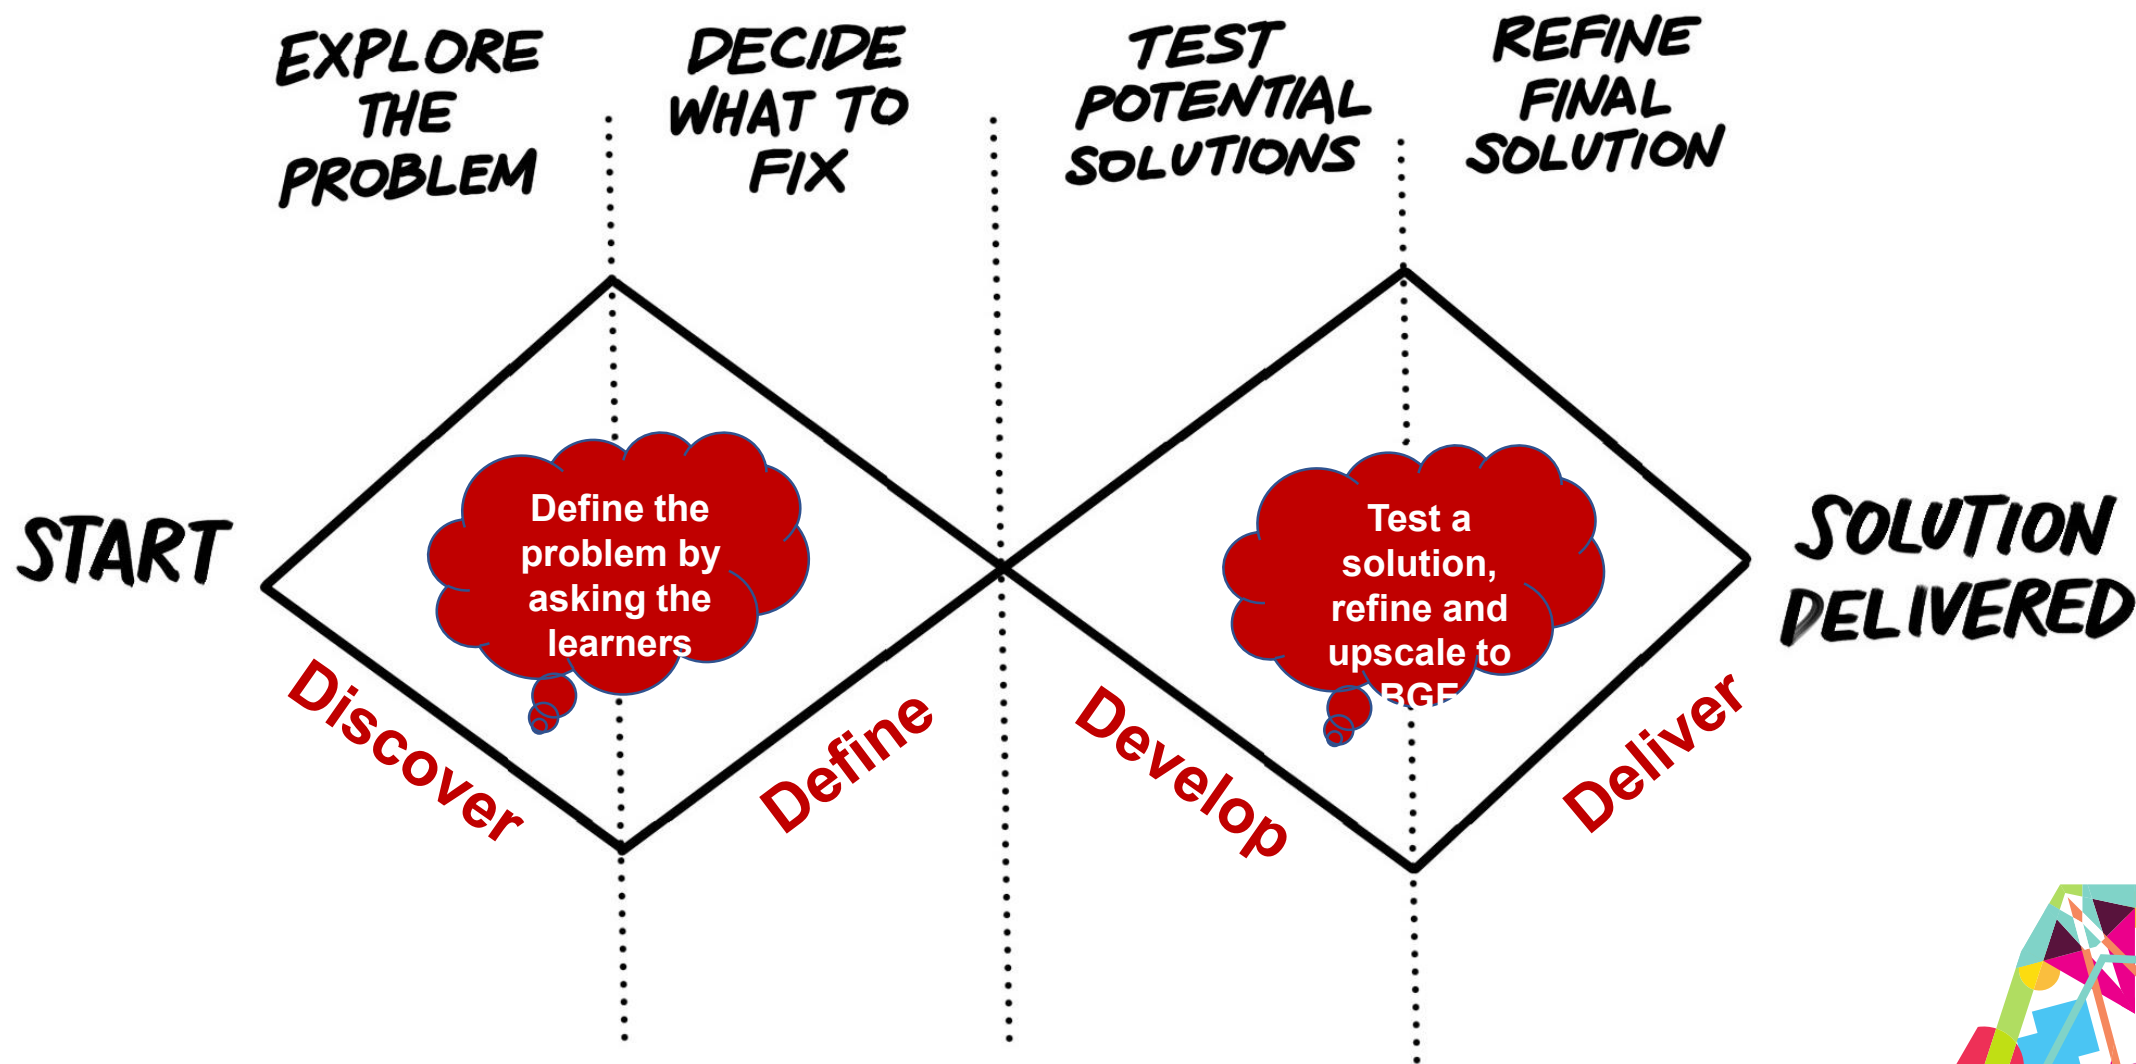 EXPLORE
THE
PROBLEM
DECIDE
WHAT TO
FIX
TEST
POTENTIAL
SOLUTIONS
REFINE
FINAL
SOLUTION
START
Define the
problem by
asking the
learners
Test a
solution,
refine and
upscale to
BGE
SOLUTION
DELIVERED
Discover
Define
Develop
Deliver